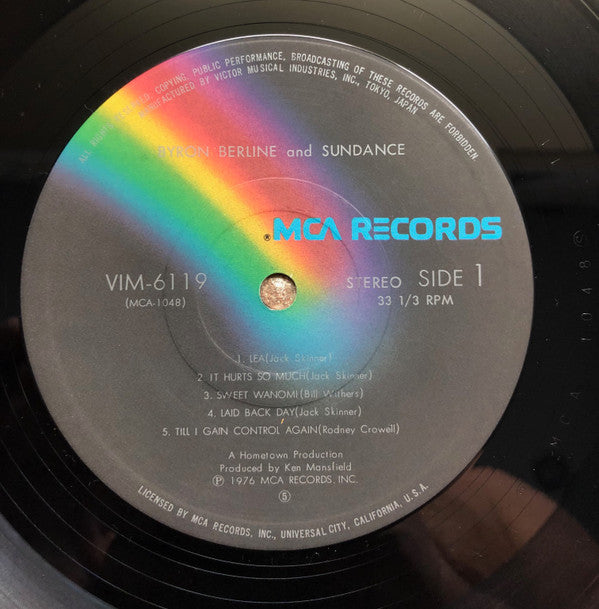 ALL RIGHTS RESERVED. COPYING, PUBLIC PERFORMANCE, BROADCASTING OF THESE RECORDS ARE FORBIDDEN.
MANUFACTURED BY VICTOR MUSICAL INDUSTRIES, INC., TOKYO, JAPAN
BYRON BERLINE and SUNDANCE
®MCA RECORDS
VIM-6119
(MCA-1048)
STEREO SIDE 1
33 1/3 RPM
1. LEA(Jack Skinner)
2. IT HURTS SO MUCH(Jack Skinner)
3. SWEET WANOMI(Bill Withers)
4. LAID BACK DAY(Jack Skinner)
5. TILL I GAIN CONTROL AGAIN(Rodney Crowell)
A Hometown Production
Produced by Ken Mansfield
Ⓟ 1976 MCA RECORDS, INC.
⑤
LICENSED BY MCA RECORDS, INC., UNIVERSAL CITY, CALIFORNIA, U.S.A.
MCA 1048 Ⓢ